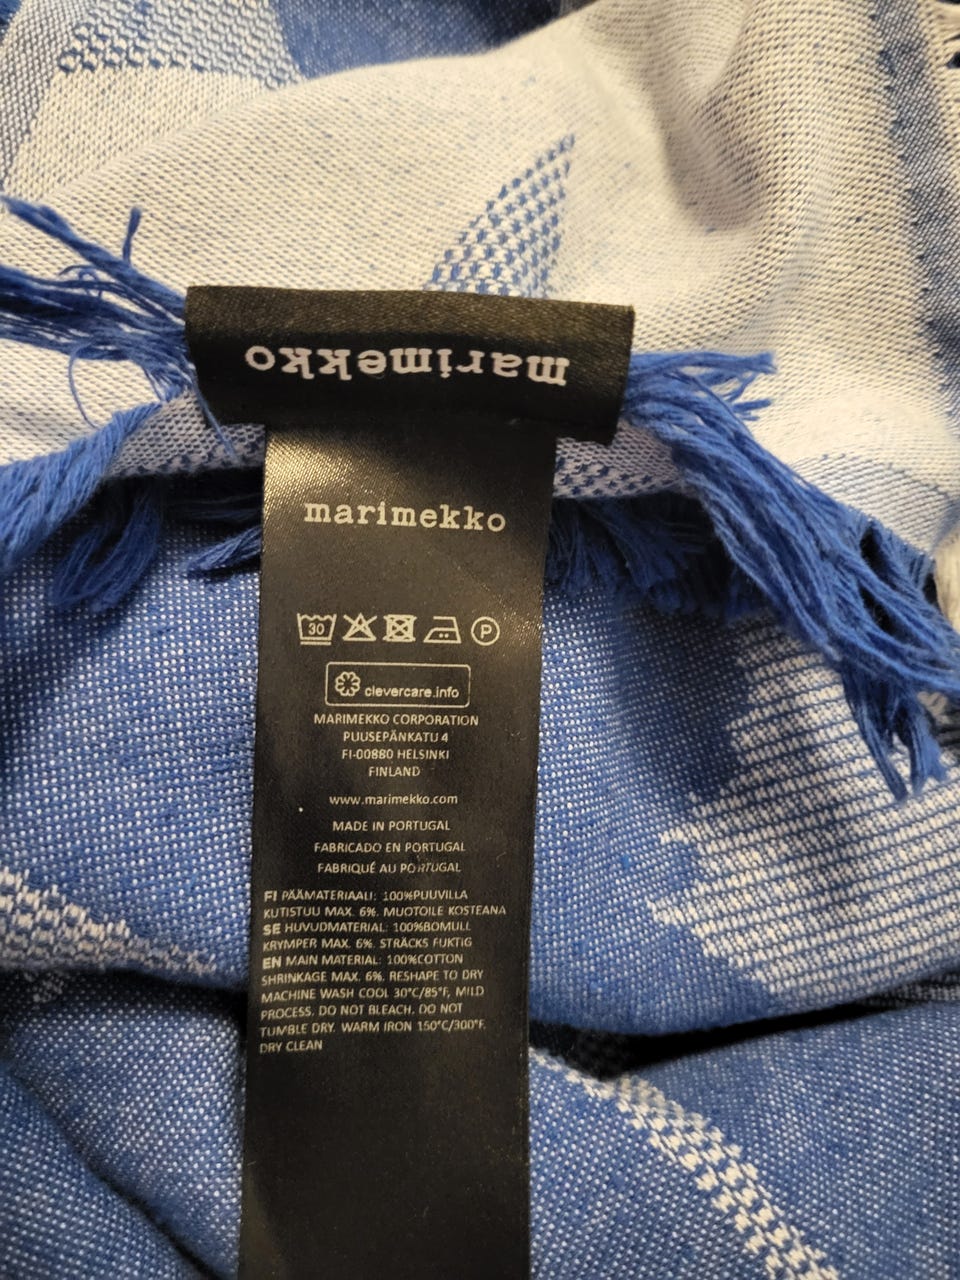 marimekko
marimekko
30 P
clevercare.info
MARIMEKKO CORPORATION
PUUSEPÄNKATU 4
FI-00880 HELSINKI
FINLAND
www.marimekko.com
MADE IN PORTUGAL
FABRICADO EN PORTUGAL
FABRIQUÉ AU PORTUGAL
FI PÄÄMATERIAALI: 100%PUUVILLA
KUTISTUU MAX. 6%. MUOTOILE KOSTEANA
SE HUVUDMATERIAL: 100%BOMULL
KRYMPER MAX. 6%. STRÄCKS FUKTIG
EN MAIN MATERIAL: 100%COTTON
SHRINKAGE MAX. 6%. RESHAPE TO DRY
MACHINE WASH COOL 30°C/85°F, MILD
PROCESS. DO NOT BLEACH. DO NOT
TUMBLE DRY. WARM IRON 150°C/300°F.
DRY CLEAN